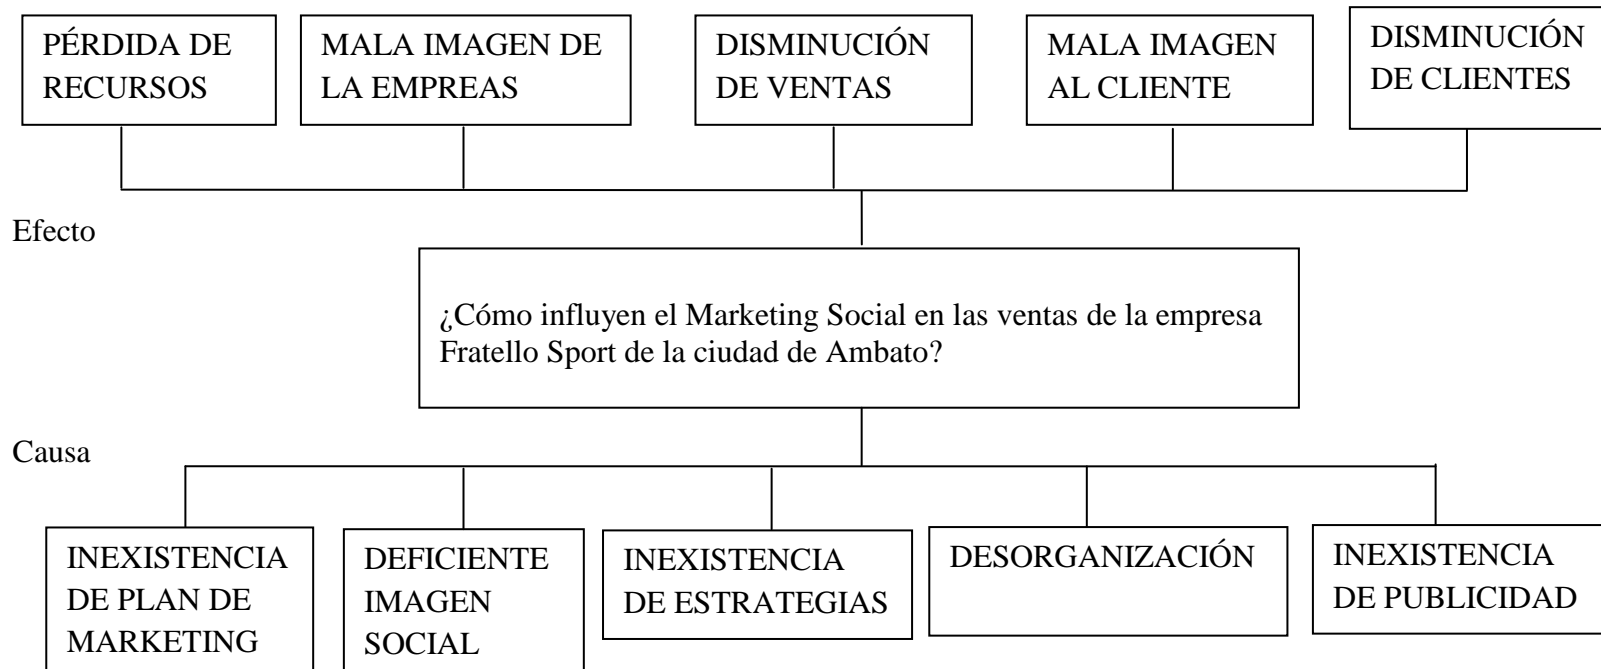 PÉRDIDA DE
RECURSOS
MALA IMAGEN DE
LA EMPREAS
DISMINUCIÓN
DE VENTAS
MALA IMAGEN
AL CLIENTE
DISMINUCIÓN
DE CLIENTES
Efecto
¿Cómo influyen el Marketing Social en las ventas de la empresa
Fratello Sport de la ciudad de Ambato?
Causa
INEXISTENCIA
DE PLAN DE
MARKETING
DEFICIENTE
IMAGEN
SOCIAL
INEXISTENCIA
DE ESTRATEGIAS
DESORGANIZACIÓN
INEXISTENCIA
DE PUBLICIDAD